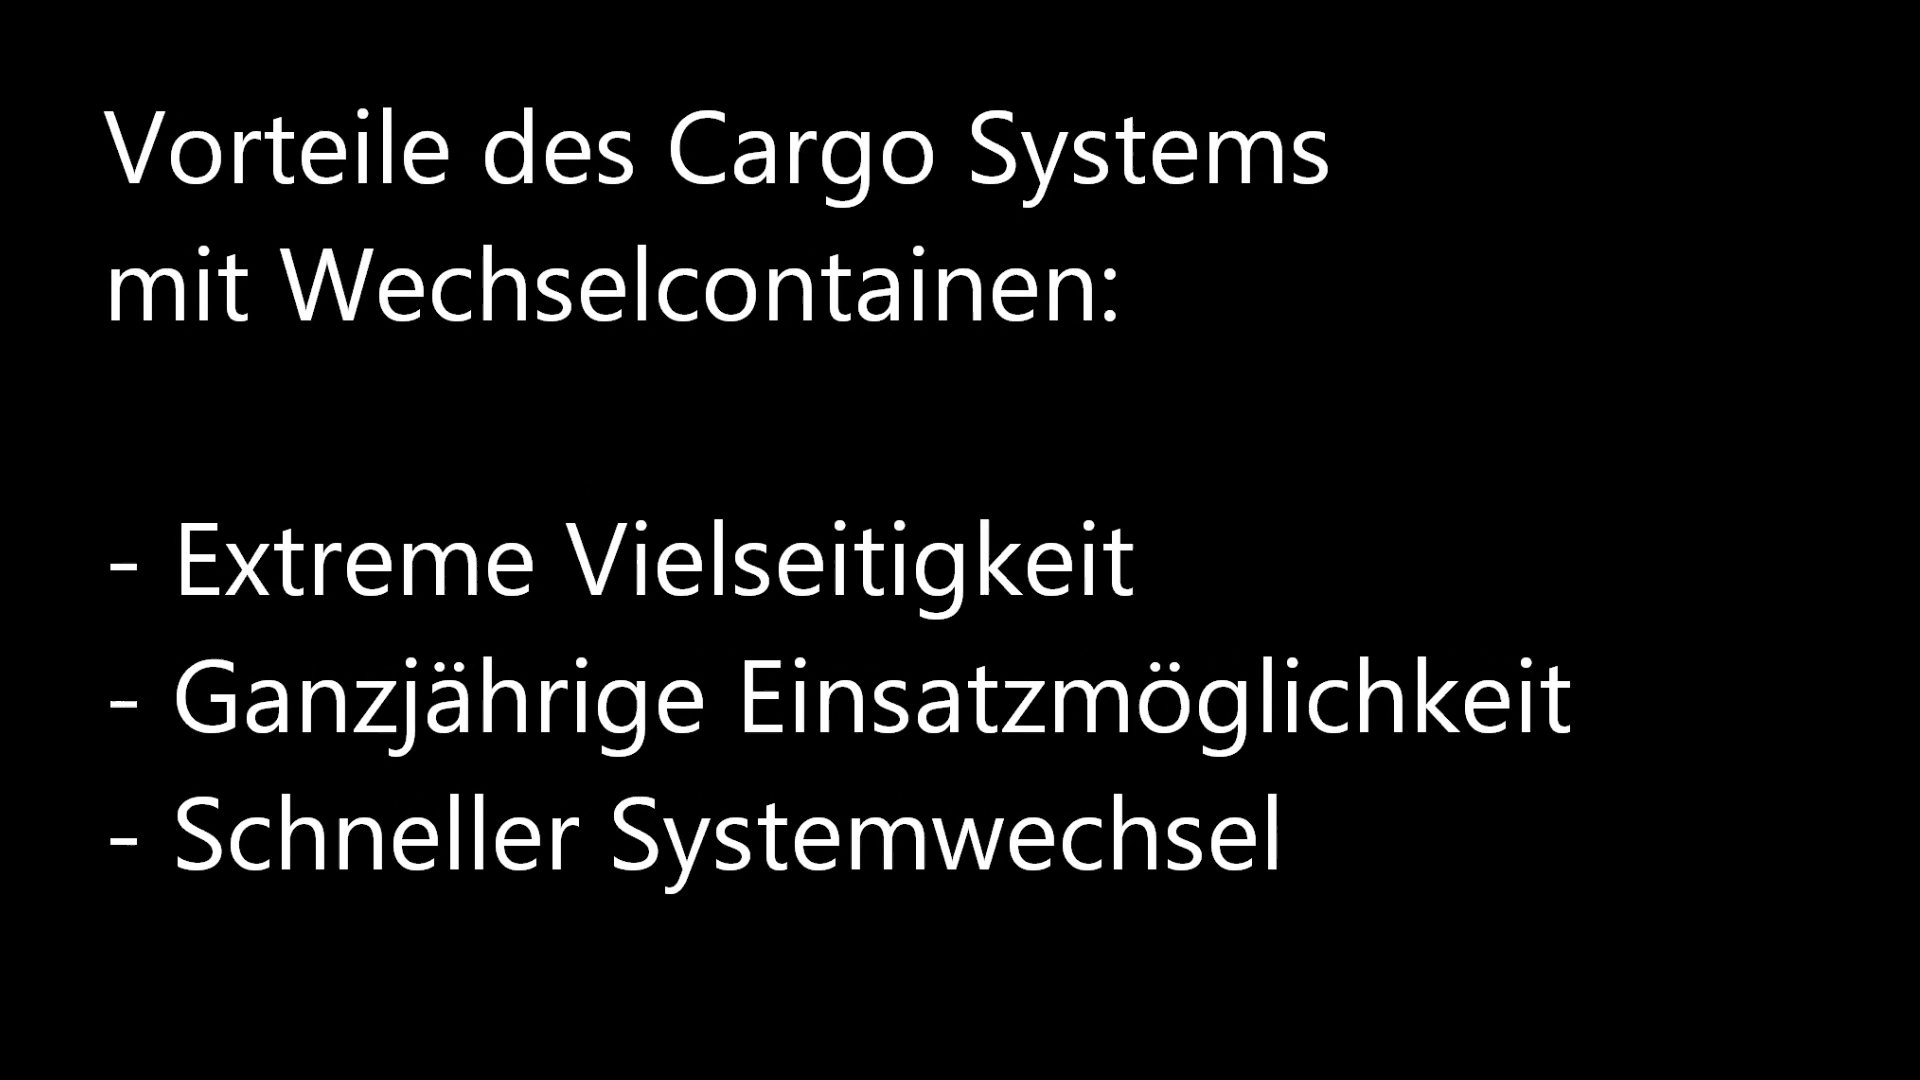 Vorteile des Cargo Systems
mit Wechselcontainen:
- Extreme Vielseitigkeit
- Ganzjährige Einsatzmöglichkeit
- Schneller Systemwechsel